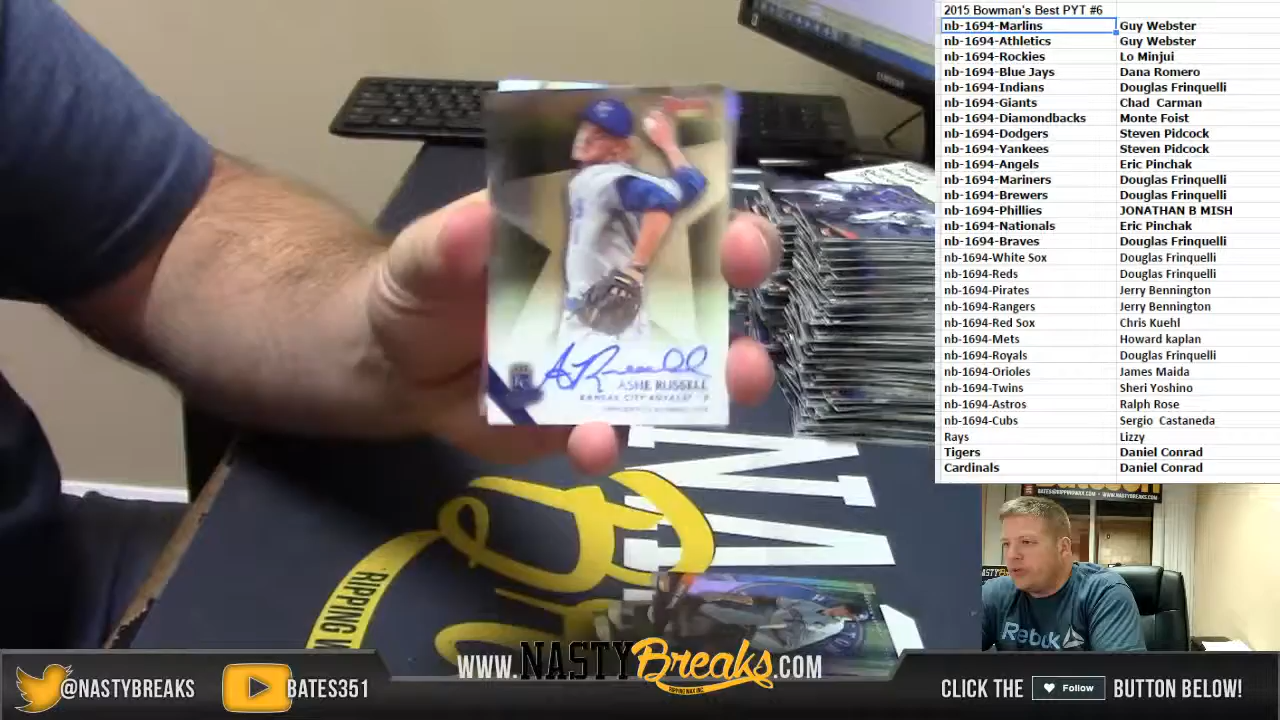 2015 Bowman's Best PYT #6
nb-1694-Marlins Guy Webster
nb-1694-Athletics Guy Webster
nb-1694-Rockies Lo Minjui
nb-1694-Blue Jays Dana Romero
nb-1694-Indians Douglas Frinquelli
nb-1694-Giants Chad Carman
nb-1694-Diamondbacks Monte Foist
nb-1694-Dodgers Steven Pidcock
nb-1694-Yankees Steven Pidcock
nb-1694-Angels Eric Pinchak
nb-1694-Mariners Douglas Frinquelli
nb-1694-Brewers Douglas Frinquelli
nb-1694-Phillies JONATHAN B MISH
nb-1694-Nationals Eric Pinchak
nb-1694-Braves Douglas Frinquelli
nb-1694-White Sox Douglas Frinquelli
nb-1694-Reds Douglas Frinquelli
nb-1694-Pirates Jerry Bennington
nb-1694-Rangers Jerry Bennington
nb-1694-Red Sox Chris Kuehl
nb-1694-Mets Howard kaplan
nb-1694-Royals Douglas Frinquelli
nb-1694-Orioles James Maida
nb-1694-Twins Sheri Yoshino
nb-1694-Astros Ralph Rose
nb-1694-Cubs Sergio Castaneda
Rays Lizzy
Tigers Daniel Conrad
Cardinals Daniel Conrad
ASHE RUSSELL
KANSAS CITY ROYALS
RIPPING
Reebok
@NASTYBREAKS
BATES351
WWW.NASTYBreaks.COM
RIPPING WAX INC.
CLICK THE Follow BUTTON BELOW!